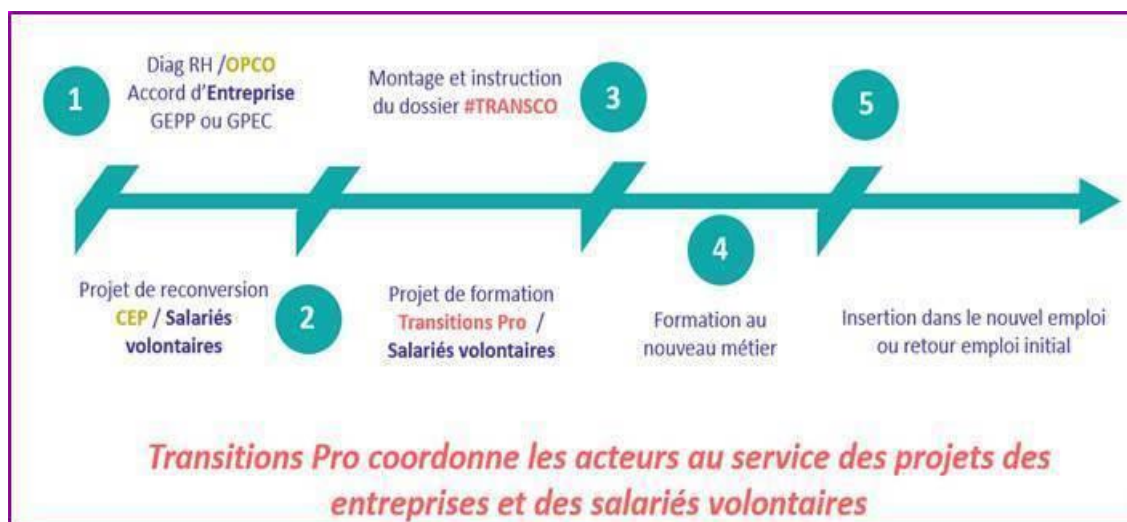 1
Diag RH /OPCO
Accord d'Entreprise
GEPP ou GPEC
Projet de reconversion
CEP / Salariés
volontaires
2
Montage et instruction
du dossier #TRANSCO
Projet de formation
Transitions Pro /
Salariés volontaires
3
4
Formation au
nouveau métier
5
Insertion dans le nouvel emploi
ou retour emploi initial
Transitions Pro coordonne les acteurs au service des projets des
entreprises et des salariés volontaires